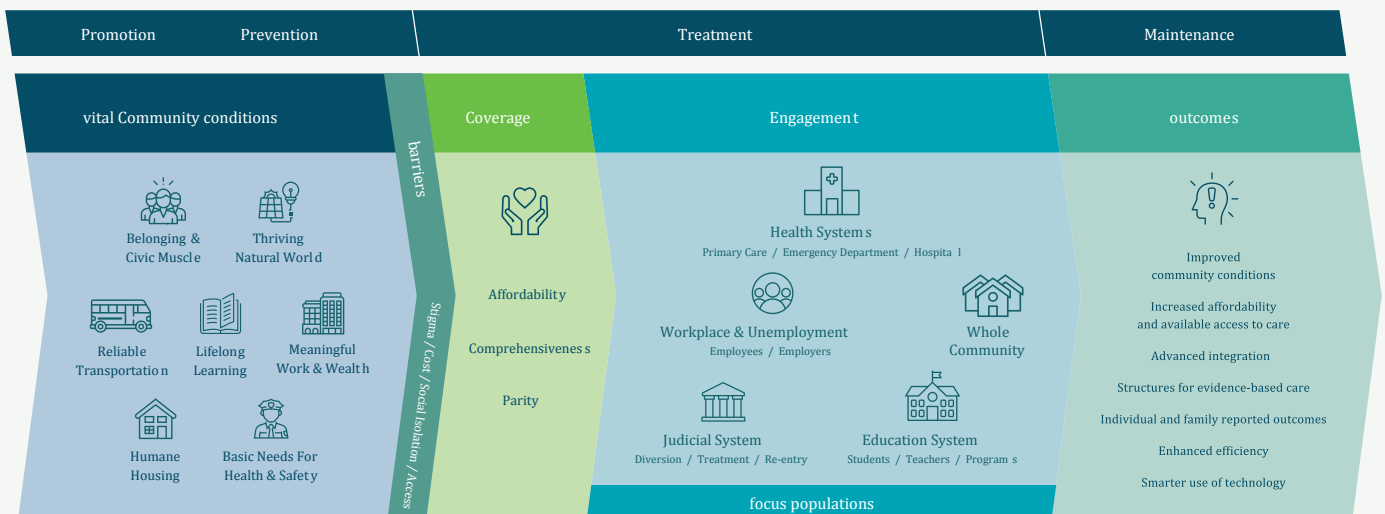 Promotion
Prevention
Treatment
Maintenance
vital Community conditions
barriers
Coverage
Engagement
outcomes
Belonging &
Civic Muscle
Thriving
Natural World
Reliable
Transportation
Lifelong
Learning
Meaningful
Work & Wealth
Humane
Housing
Basic Needs For
Health & Safety
Stigma / Cost / Social Isolation / Access
Affordability
Comprehensiveness
Parity
Health Systems
Primary Care / Emergency Department / Hospital
Workplace & Unemployment
Employees / Employers
Whole
Community
Judicial System
Diversion / Treatment / Re-entry
Education System
Students / Teachers / Programs
focus populations
Improved
community conditions
Increased affordability
and available access to care
Advanced integration
Structures for evidence-based care
Individual and family reported outcomes
Enhanced efficiency
Smarter use of technology